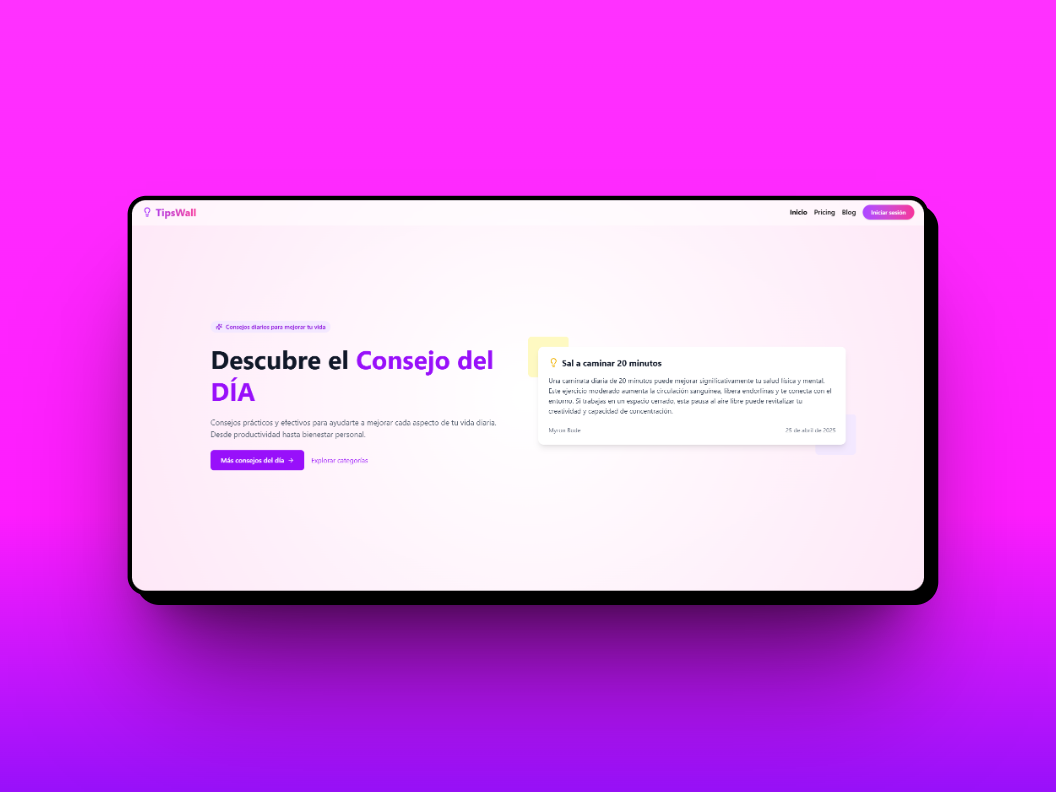 TipsWall
Inicio
Pricing
Blog
Iniciar sesión
Consejos diarios para mejorar tu vida
Descubre el Consejo del
DÍA
Consejos prácticos y efectivos para ayudarte a mejorar cada aspecto de tu vida diaria.
Desde productividad hasta bienestar personal.
Más consejos del día →
Explorar categorías
Sal a caminar 20 minutos
Una caminata diaria de 20 minutos puede mejorar significativamente tu salud física y mental.
Este ejercicio moderado aumenta la circulación sanguínea, libera endorfinas y te conecta con el
entorno. Si trabajas en un espacio cerrado, esta pausa al aire libre puede revitalizar tu
creatividad y capacidad de concentración.
25 de abril de 2025